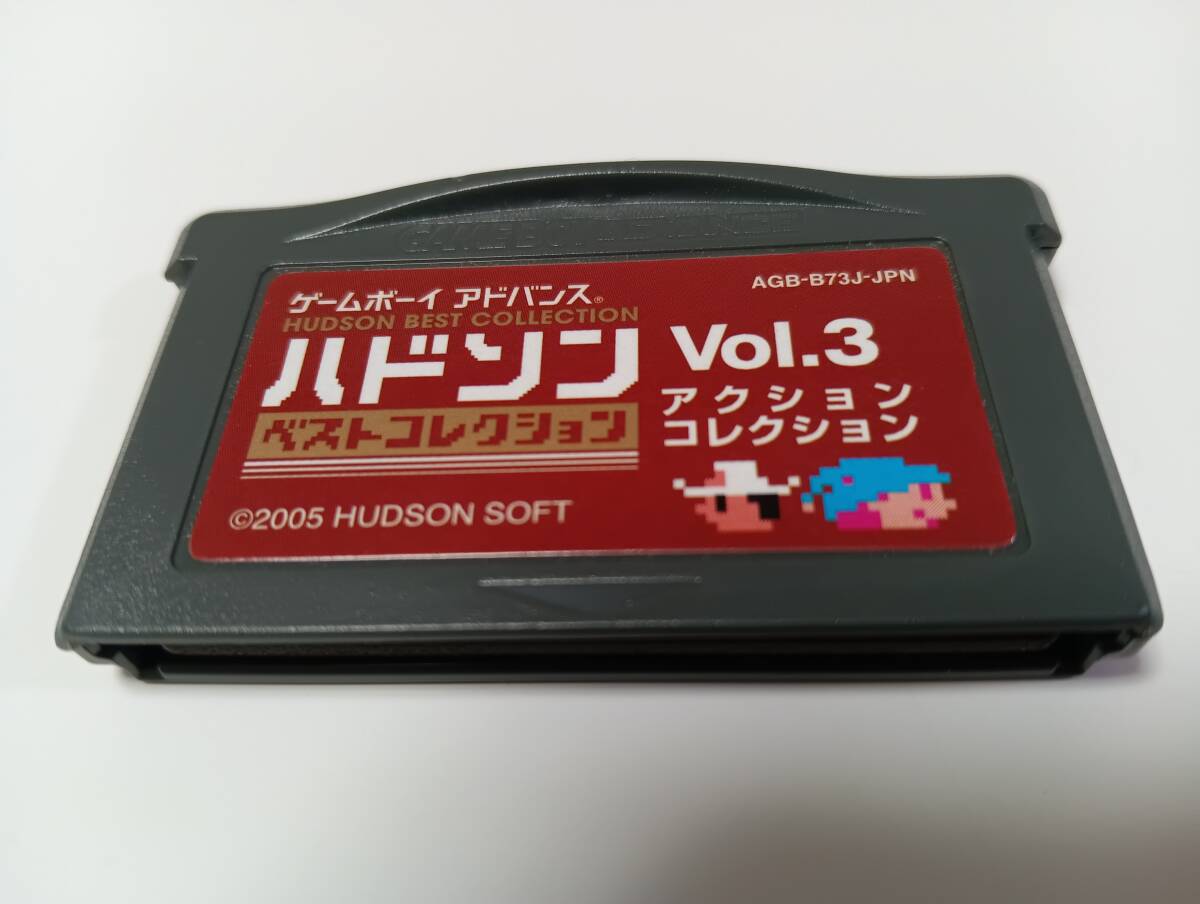 GAME BOY ADVANCE
ゲームボーイ アドバンス®
HUDSON BEST COLLECTION
ハドソン
ベストコレクション
AGB-B73J-JPN
Vol.3
アクション
コレクション
©2005 HUDSON SOFT